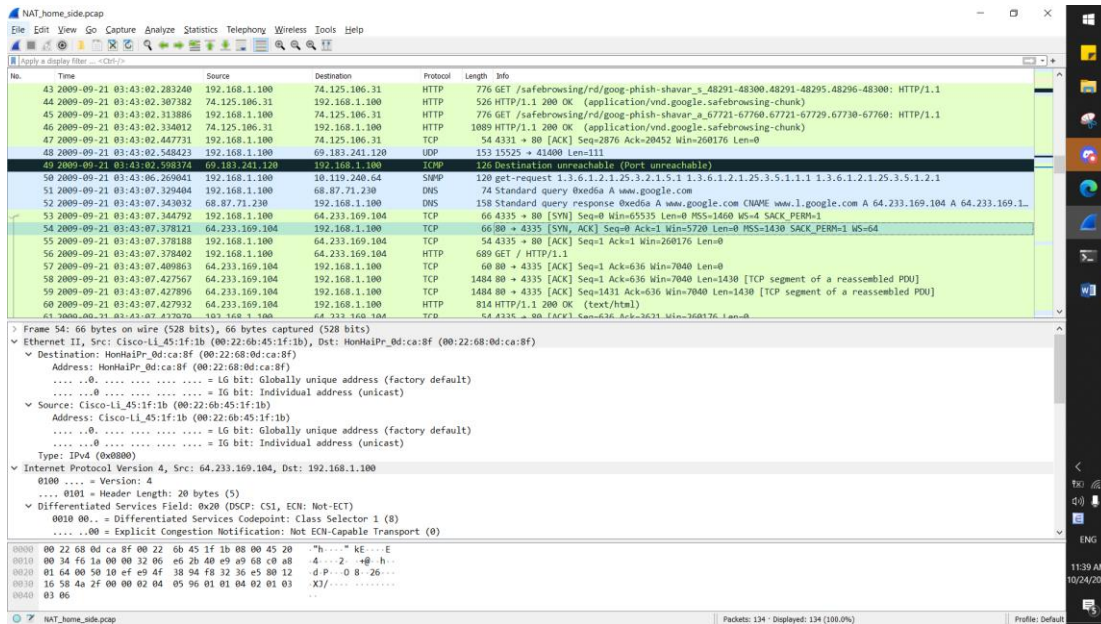 NAT_home_side.pcap
File Edit View Go Capture Analyze Statistics Telephony Wireless Tools Help
Apply a display filter ... <Ctrl-/>
No. Time Source Destination Protocol Length Info
43 2009-09-21 03:43:02.283240 192.168.1.100 74.125.106.31 HTTP 776 GET /safebrowsing/rd/goog-phish-shavar_s_48291-48300.48291-48295.48296-48300: HTTP/1.1
44 2009-09-21 03:43:02.307382 74.125.106.31 192.168.1.100 HTTP 526 HTTP/1.1 200 OK (application/vnd.google.safebrowsing-chunk)
45 2009-09-21 03:43:02.313886 192.168.1.100 74.125.106.31 HTTP 776 GET /safebrowsing/rd/goog-phish-shavar_a_67721-67760.67721-67729.67730-67760: HTTP/1.1
46 2009-09-21 03:43:02.334012 74.125.106.31 192.168.1.100 HTTP 1089 HTTP/1.1 200 OK (application/vnd.google.safebrowsing-chunk)
47 2009-09-21 03:43:02.447731 192.168.1.100 74.125.106.31 TCP 54 4331 → 80 [ACK] Seq=2876 Ack=20452 Win=260176 Len=0
48 2009-09-21 03:43:02.548423 192.168.1.100 69.183.241.120 UDP 153 15525 → 41400 Len=111
49 2009-09-21 03:43:02.598374 69.183.241.120 192.168.1.100 ICMP 126 Destination unreachable (Port unreachable)
50 2009-09-21 03:43:06.269041 192.168.1.100 10.119.240.64 SNMP 120 get-request 1.3.6.1.2.1.25.3.2.1.5.1 1.3.6.1.2.1.25.3.5.1.1.1 1.3.6.1.2.1.25.3.5.1.2.1
51 2009-09-21 03:43:07.329404 192.168.1.100 68.87.71.230 DNS 74 Standard query 0xed6a A www.google.com
52 2009-09-21 03:43:07.343032 68.87.71.230 192.168.1.100 DNS 158 Standard query response 0xed6a A www.google.com CNAME www.l.google.com A 64.233.169.104 A 64.233.169.1…
53 2009-09-21 03:43:07.344792 192.168.1.100 64.233.169.104 TCP 66 4335 → 80 [SYN] Seq=0 Win=65535 Len=0 MSS=1460 WS=4 SACK_PERM=1
54 2009-09-21 03:43:07.378121 64.233.169.104 192.168.1.100 TCP 66 80 → 4335 [SYN, ACK] Seq=0 Ack=1 Win=5720 Len=0 MSS=1430 SACK_PERM=1 WS=64
55 2009-09-21 03:43:07.378188 192.168.1.100 64.233.169.104 TCP 54 4335 → 80 [ACK] Seq=1 Ack=1 Win=260176 Len=0
56 2009-09-21 03:43:07.378402 192.168.1.100 64.233.169.104 HTTP 689 GET / HTTP/1.1
57 2009-09-21 03:43:07.409863 64.233.169.104 192.168.1.100 TCP 60 80 → 4335 [ACK] Seq=1 Ack=636 Win=7040 Len=0
58 2009-09-21 03:43:07.427567 64.233.169.104 192.168.1.100 TCP 1484 80 → 4335 [ACK] Seq=1 Ack=636 Win=7040 Len=1430 [TCP segment of a reassembled PDU]
59 2009-09-21 03:43:07.427896 64.233.169.104 192.168.1.100 TCP 1484 80 → 4335 [ACK] Seq=1431 Ack=636 Win=7040 Len=1430 [TCP segment of a reassembled PDU]
60 2009-09-21 03:43:07.427932 64.233.169.104 192.168.1.100 HTTP 814 HTTP/1.1 200 OK (text/html)
61 2009-09-21 03:43:07.427979 192.168.1.100 64.233.169.104 TCP 54 4335 → 80 [ACK] Seq=636 Ack=3621 Win=260176 Len=0
> Frame 54: 66 bytes on wire (528 bits), 66 bytes captured (528 bits)
Ethernet II, Src: Cisco-Li_45:1f:1b (00:22:6b:45:1f:1b), Dst: HonHaiPr_0d:ca:8f (00:22:68:0d:ca:8f)
Destination: HonHaiPr_0d:ca:8f (00:22:68:0d:ca:8f)
Address: HonHaiPr_0d:ca:8f (00:22:68:0d:ca:8f)
.... ..0. .... .... .... .... = LG bit: Globally unique address (factory default)
.... ...0 .... .... .... .... = IG bit: Individual address (unicast)
Source: Cisco-Li_45:1f:1b (00:22:6b:45:1f:1b)
Address: Cisco-Li_45:1f:1b (00:22:6b:45:1f:1b)
.... ..0. .... .... .... .... = LG bit: Globally unique address (factory default)
.... ...0 .... .... .... .... = IG bit: Individual address (unicast)
Type: IPv4 (0x0800)
Internet Protocol Version 4, Src: 64.233.169.104, Dst: 192.168.1.100
0100 .... = Version: 4
.... 0101 = Header Length: 20 bytes (5)
Differentiated Services Field: 0x20 (DSCP: CS1, ECN: Not-ECT)
0010 00.. = Differentiated Services Codepoint: Class Selector 1 (8)
.... ..00 = Explicit Congestion Notification: Not ECN-Capable Transport (0)
0000 00 22 68 0d ca 8f 00 22 6b 45 1f 1b 08 00 45 20 ·"h····" kE····E
0010 00 34 f6 1a 00 00 32 06 e6 2b 40 e9 a9 68 c0 a8 ·4····2· ·+@··h··
0020 01 64 00 50 10 ef e9 4f 38 94 f8 32 36 e5 80 12 ·d·P···O 8··26···
0030 16 58 4a 2f 00 00 02 04 05 96 01 01 04 02 01 03 ·XJ/···· ········
0040 03 06 ··
NAT_home_side.pcap Packets: 134 · Displayed: 134 (100.0%) Profile: Default
ENG
11:39 AM
10/24/20